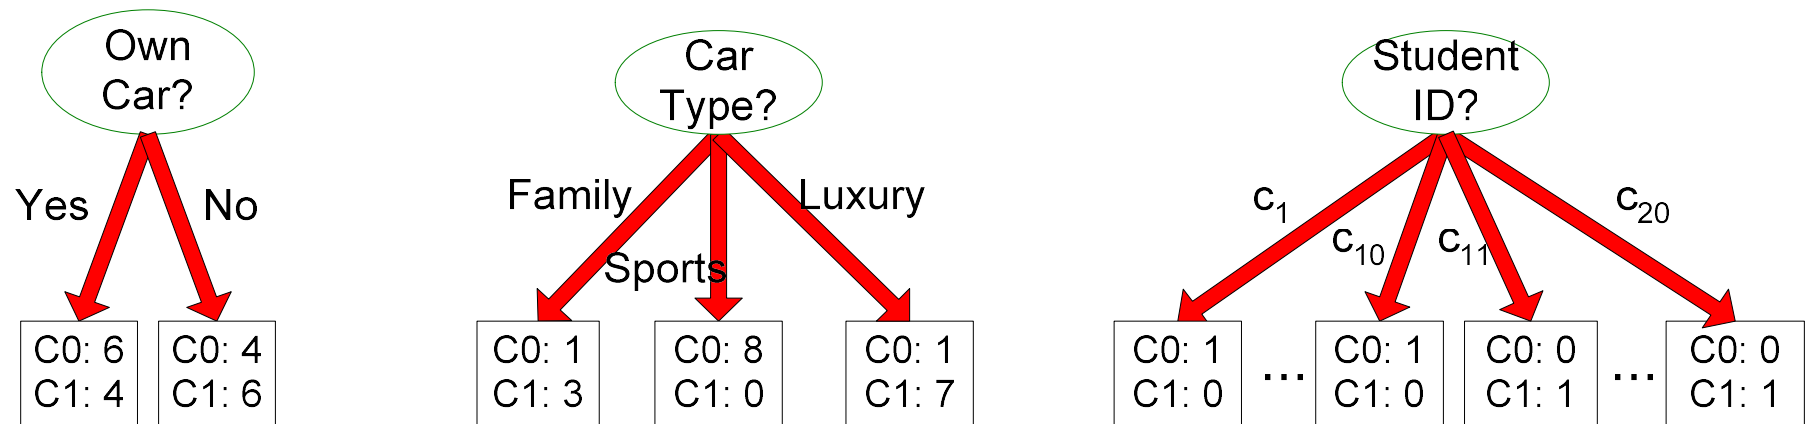 Own
Car?
Yes
No
C0: 6
C1: 4
C0: 4
C1: 6
Car
Type?
Family
Sports
Luxury
C0: 1
C1: 3
C0: 8
C1: 0
C0: 1
C1: 7
Student
ID?
c1
c10
c11
c20
C0: 1
C1: 0
...
C0: 1
C1: 0
C0: 0
C1: 1
...
C0: 0
C1: 1